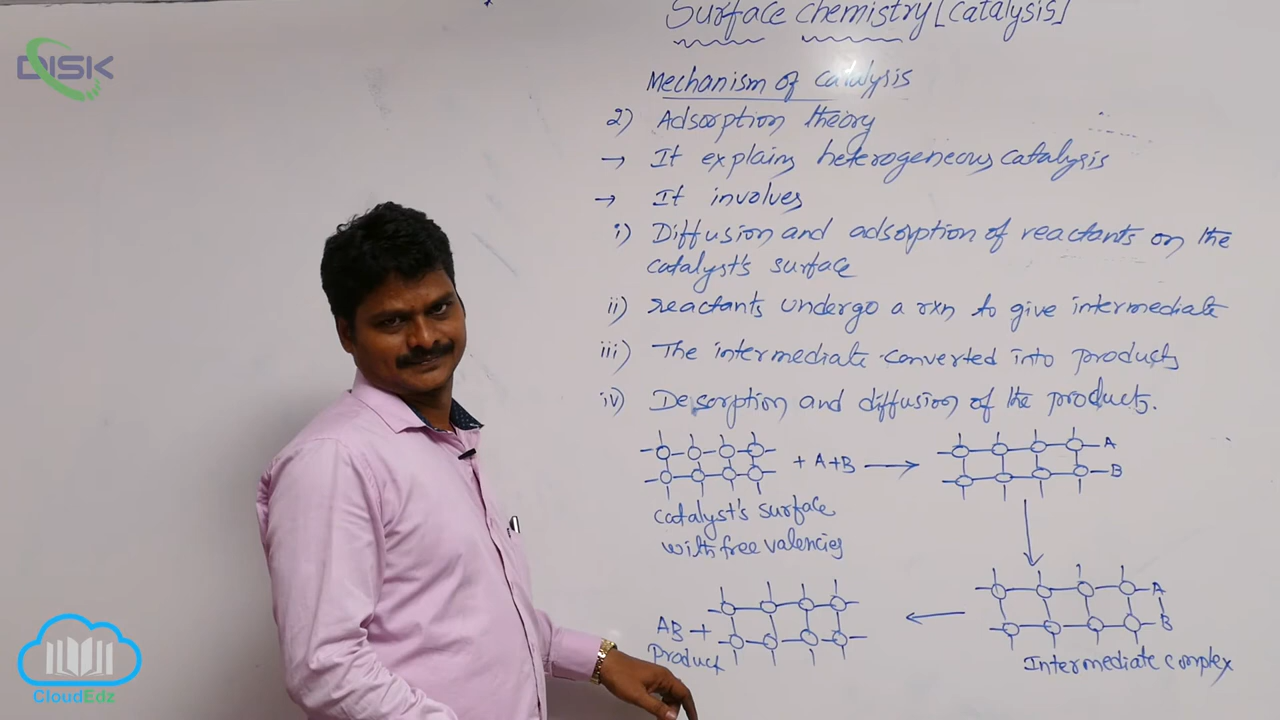 DISK
Surface chemistry [catalysis]
Mechanism of catalysis
2) Adsorption theory
→ It explains heterogeneous catalysis
→ It involves
i) Diffusion and adsorption of reactants on the
catalyst's surface
ii) reactants undergo a rxn to give intermediate
iii) The intermediate converted into products
iv) Desorption and diffusion of the products.
+ A+B →
A
B
catalyst's surface
with free valencies
A
B
Intermediate complex
AB +
Product
CloudEdz